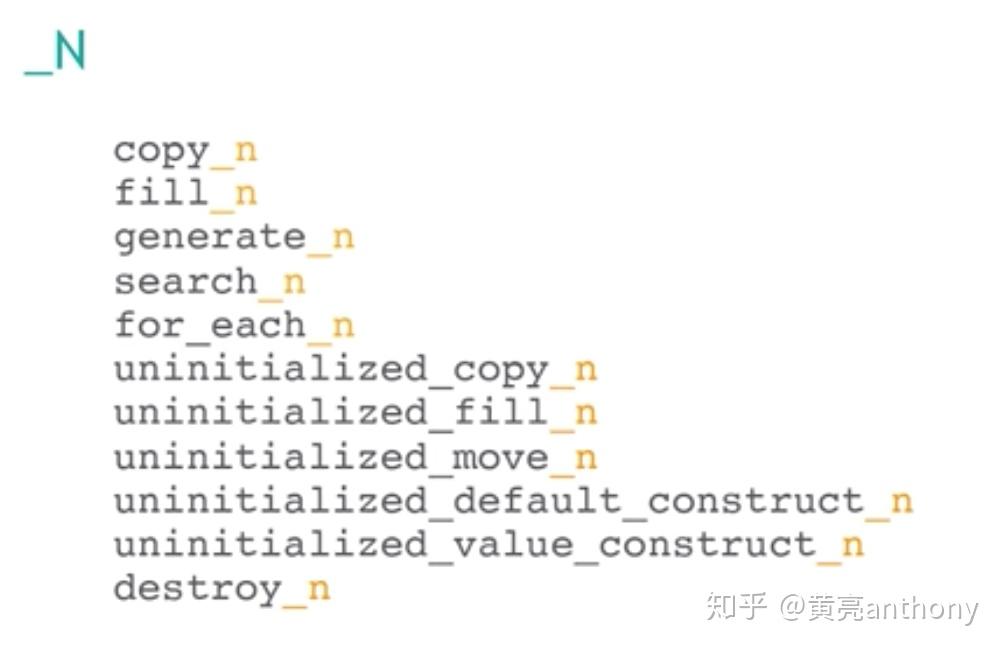 _N
copy_n
fill_n
generate_n
search_n
for_each_n
uninitialized_copy_n
uninitialized_fill_n
uninitialized_move_n
uninitialized_default_construct_n
uninitialized_value_construct_n
destroy_n
知乎 @黄亮anthony